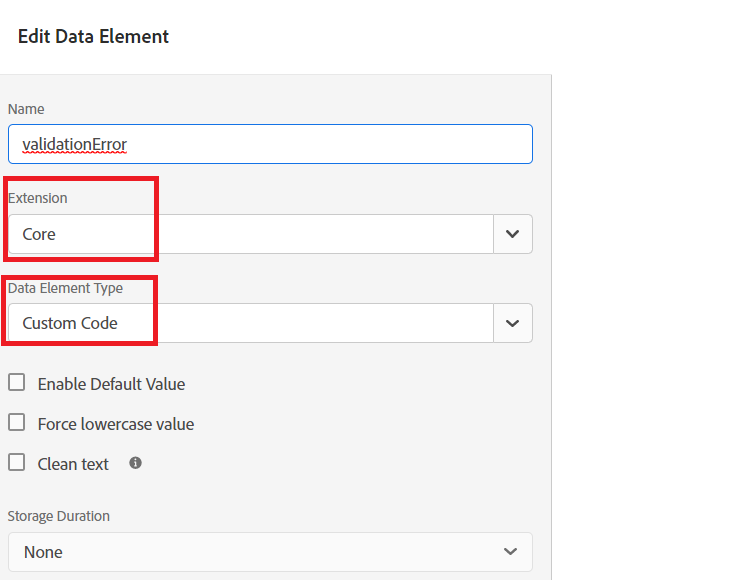 Edit Data Element
Name
validationError
Extension
Core
Data Element Type
Custom Code
Enable Default Value
Force lowercase value
Clean text
Storage Duration
None